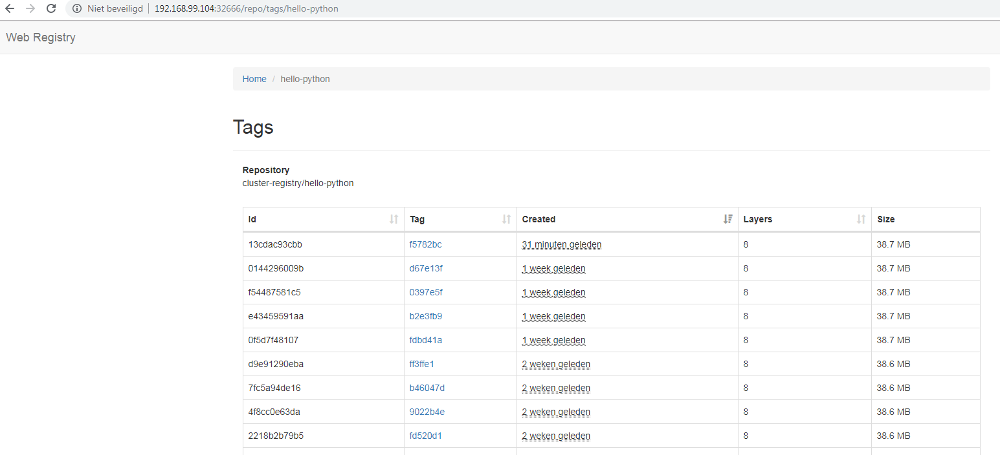 Niet beveiligd 192.168.99.104:32666/repo/tags/hello-python
Web Registry
Home / hello-python
Tags
Repository
cluster-registry/hello-python
Id Tag Created Layers Size
13cdac93cbb f5782bc 31 minuten geleden 8 38.7 MB
0144296009b d67e13f 1 week geleden 8 38.7 MB
f54487581c5 0397e5f 1 week geleden 8 38.7 MB
e43459591aa b2e3fb9 1 week geleden 8 38.7 MB
0f5d7f48107 fdbd41a 1 week geleden 8 38.7 MB
d9e91290eba ff3ffe1 2 weken geleden 8 38.6 MB
7fc5a94de16 b46047d 2 weken geleden 8 38.6 MB
4f8cc0e63da 9022b4e 2 weken geleden 8 38.6 MB
2218b2b79b5 fd520d1 2 weken geleden 8 38.6 MB